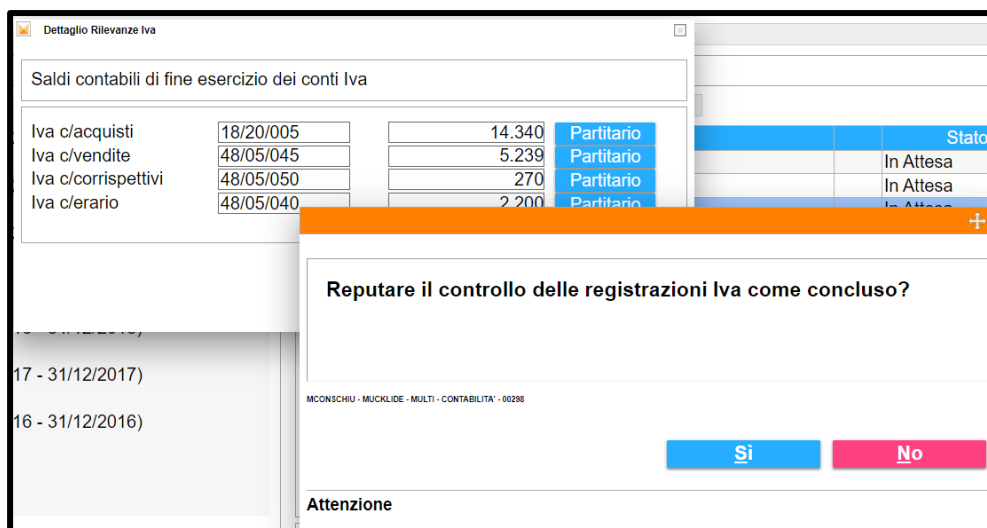 Dettaglio Rilevanze Iva
Saldi contabili di fine esercizio dei conti Iva
Iva c/acquisti 18/20/005 14.340 Partitario
Iva c/vendite 48/05/045 5.239 Partitario
Iva c/corrispettivi 48/05/050 270 Partitario
Iva c/erario 48/05/040 2.200 Partitario
Stato
In Attesa
In Attesa
In Attesa
Reputare il controllo delle registrazioni Iva come concluso?
MCONSCHIU - MUCKLIDE - MULTI - CONTABILITA' - 00298
Sì No
Attenzione
17 - 31/12/2017)
16 - 31/12/2016)